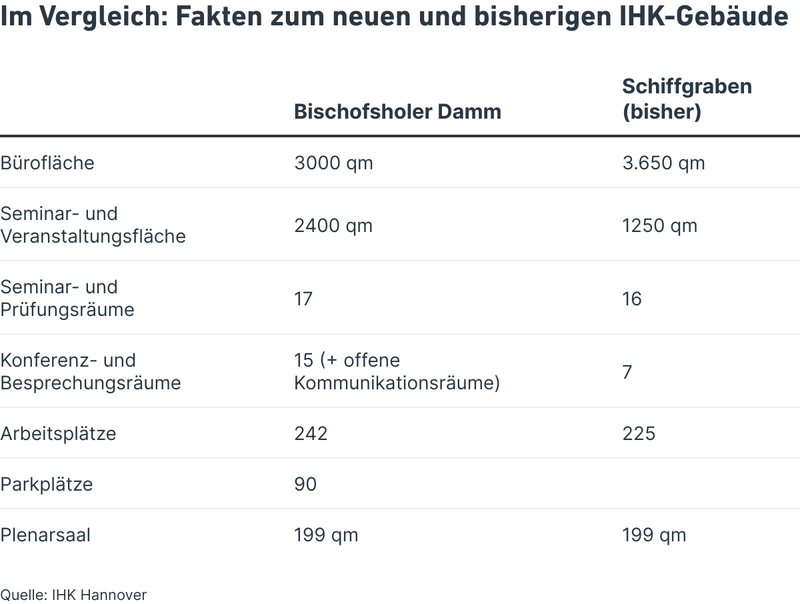 Im Vergleich: Fakten zum neuen und bisherigen IHK-Gebäude
Schiffgraben
Bischofsholer Damm (bisher)
Bürofläche 3000 qm 3.650 qm
Seminar- und
Veranstaltungsfläche 2400 qm 1250 qm
Seminar- und
Prüfungsräume 17 16
Konferenz- und 15 (+ offene
Besprechungsräume Kommunikationsräume) 7
Arbeitsplätze 242 225
Parkplätze 90
Plenarsaal 199 qm 199 qm
Quelle: IHK Hannover